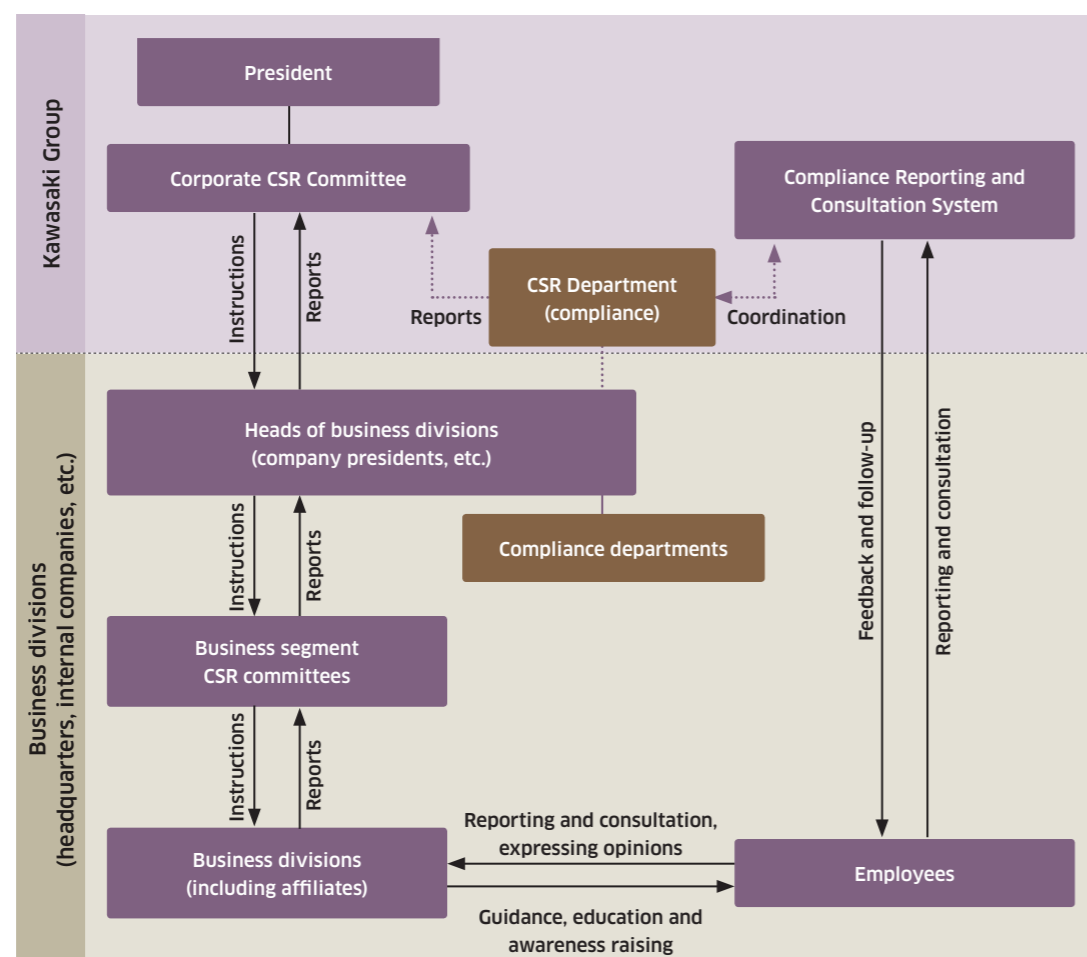 Kawasaki Group
President
Corporate CSR Committee
Compliance Reporting and
Consultation System
Instructions
Reports
CSR Department
(compliance)
Reports
Coordination
Business divisions
(headquarters, internal companies, etc.)
Heads of business divisions
(company presidents, etc.)
Compliance departments
Instructions
Reports
Feedback and follow-up
Reporting and consultation
Business segment
CSR committees
Instructions
Reports
Business divisions
(including affiliates)
Reporting and consultation,
expressing opinions
Employees
Guidance, education and
awareness raising